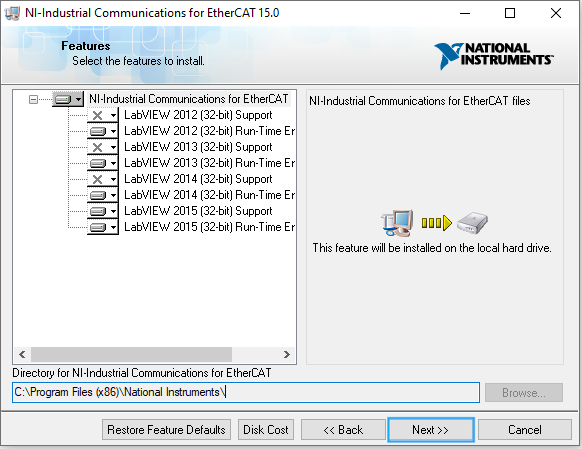 NI-Industrial Communications for EtherCAT 15.0
Features
Select the features to install.
NATIONAL
INSTRUMENTS
NI-Industrial Communications for EtherCAT
LabVIEW 2012 (32-bit) Support
LabVIEW 2012 (32-bit) Run-Time Er
LabVIEW 2013 (32-bit) Support
LabVIEW 2013 (32-bit) Run-Time Er
LabVIEW 2014 (32-bit) Support
LabVIEW 2014 (32-bit) Run-Time Er
LabVIEW 2015 (32-bit) Support
LabVIEW 2015 (32-bit) Run-Time Er
NI-Industrial Communications for EtherCAT files
This feature will be installed on the local hard drive.
Directory for NI-Industrial Communications for EtherCAT
C:\Program Files (x86)\National Instruments\
Browse...
Restore Feature Defaults
Disk Cost
<< Back
Next >>
Cancel